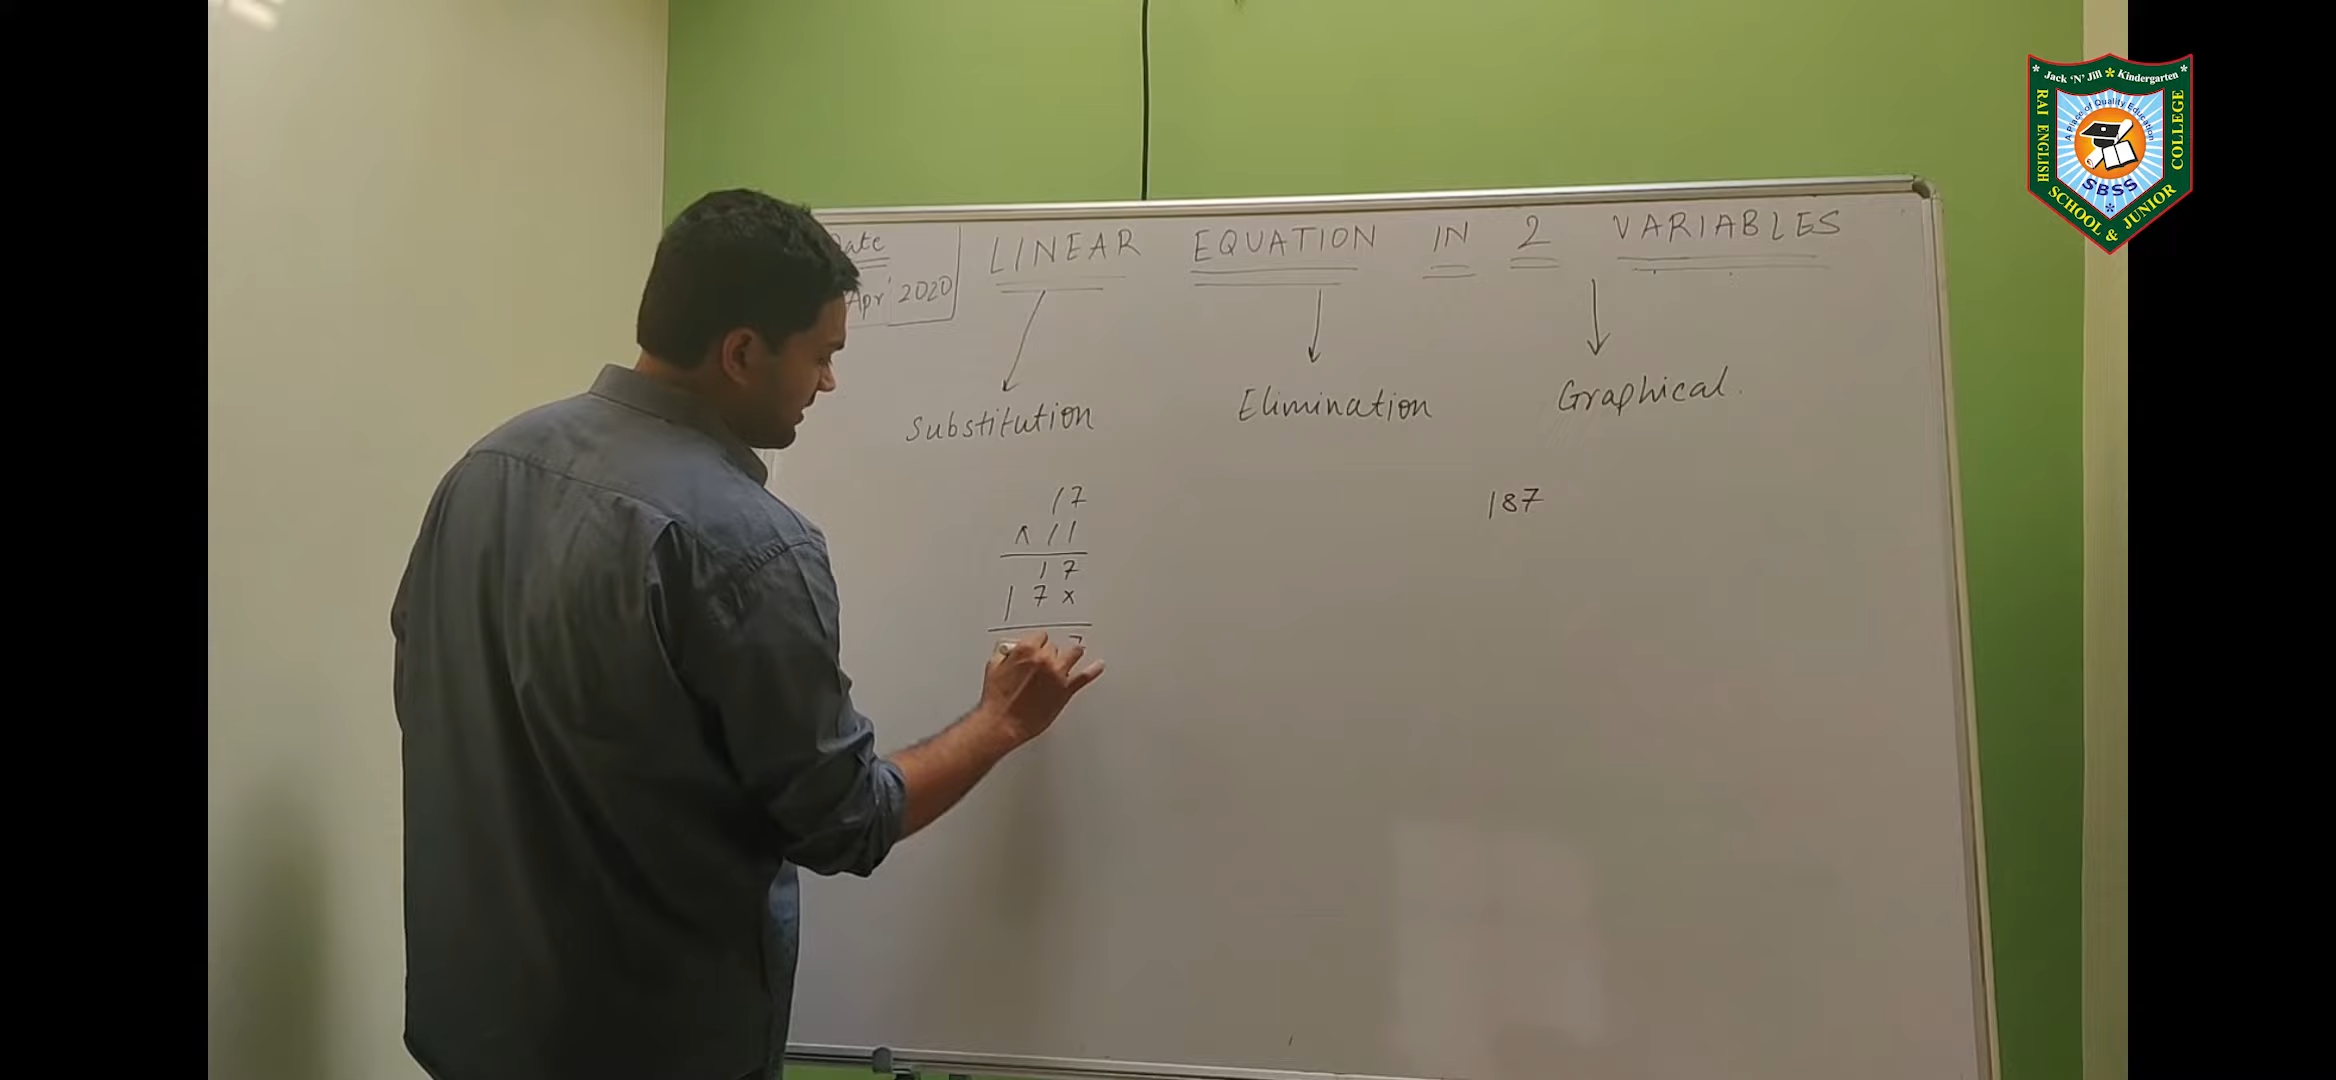 Date
Apr' 2020
LINEAR EQUATION IN 2 VARIABLES
Substitution
Elimination
Graphical.
17
× 11
17
17×
7
187
* Jack 'N' Jill * Kindergarten *
RAI ENGLISH SCHOOL & JUNIOR COLLEGE
A Place of Quality Education
SBSS